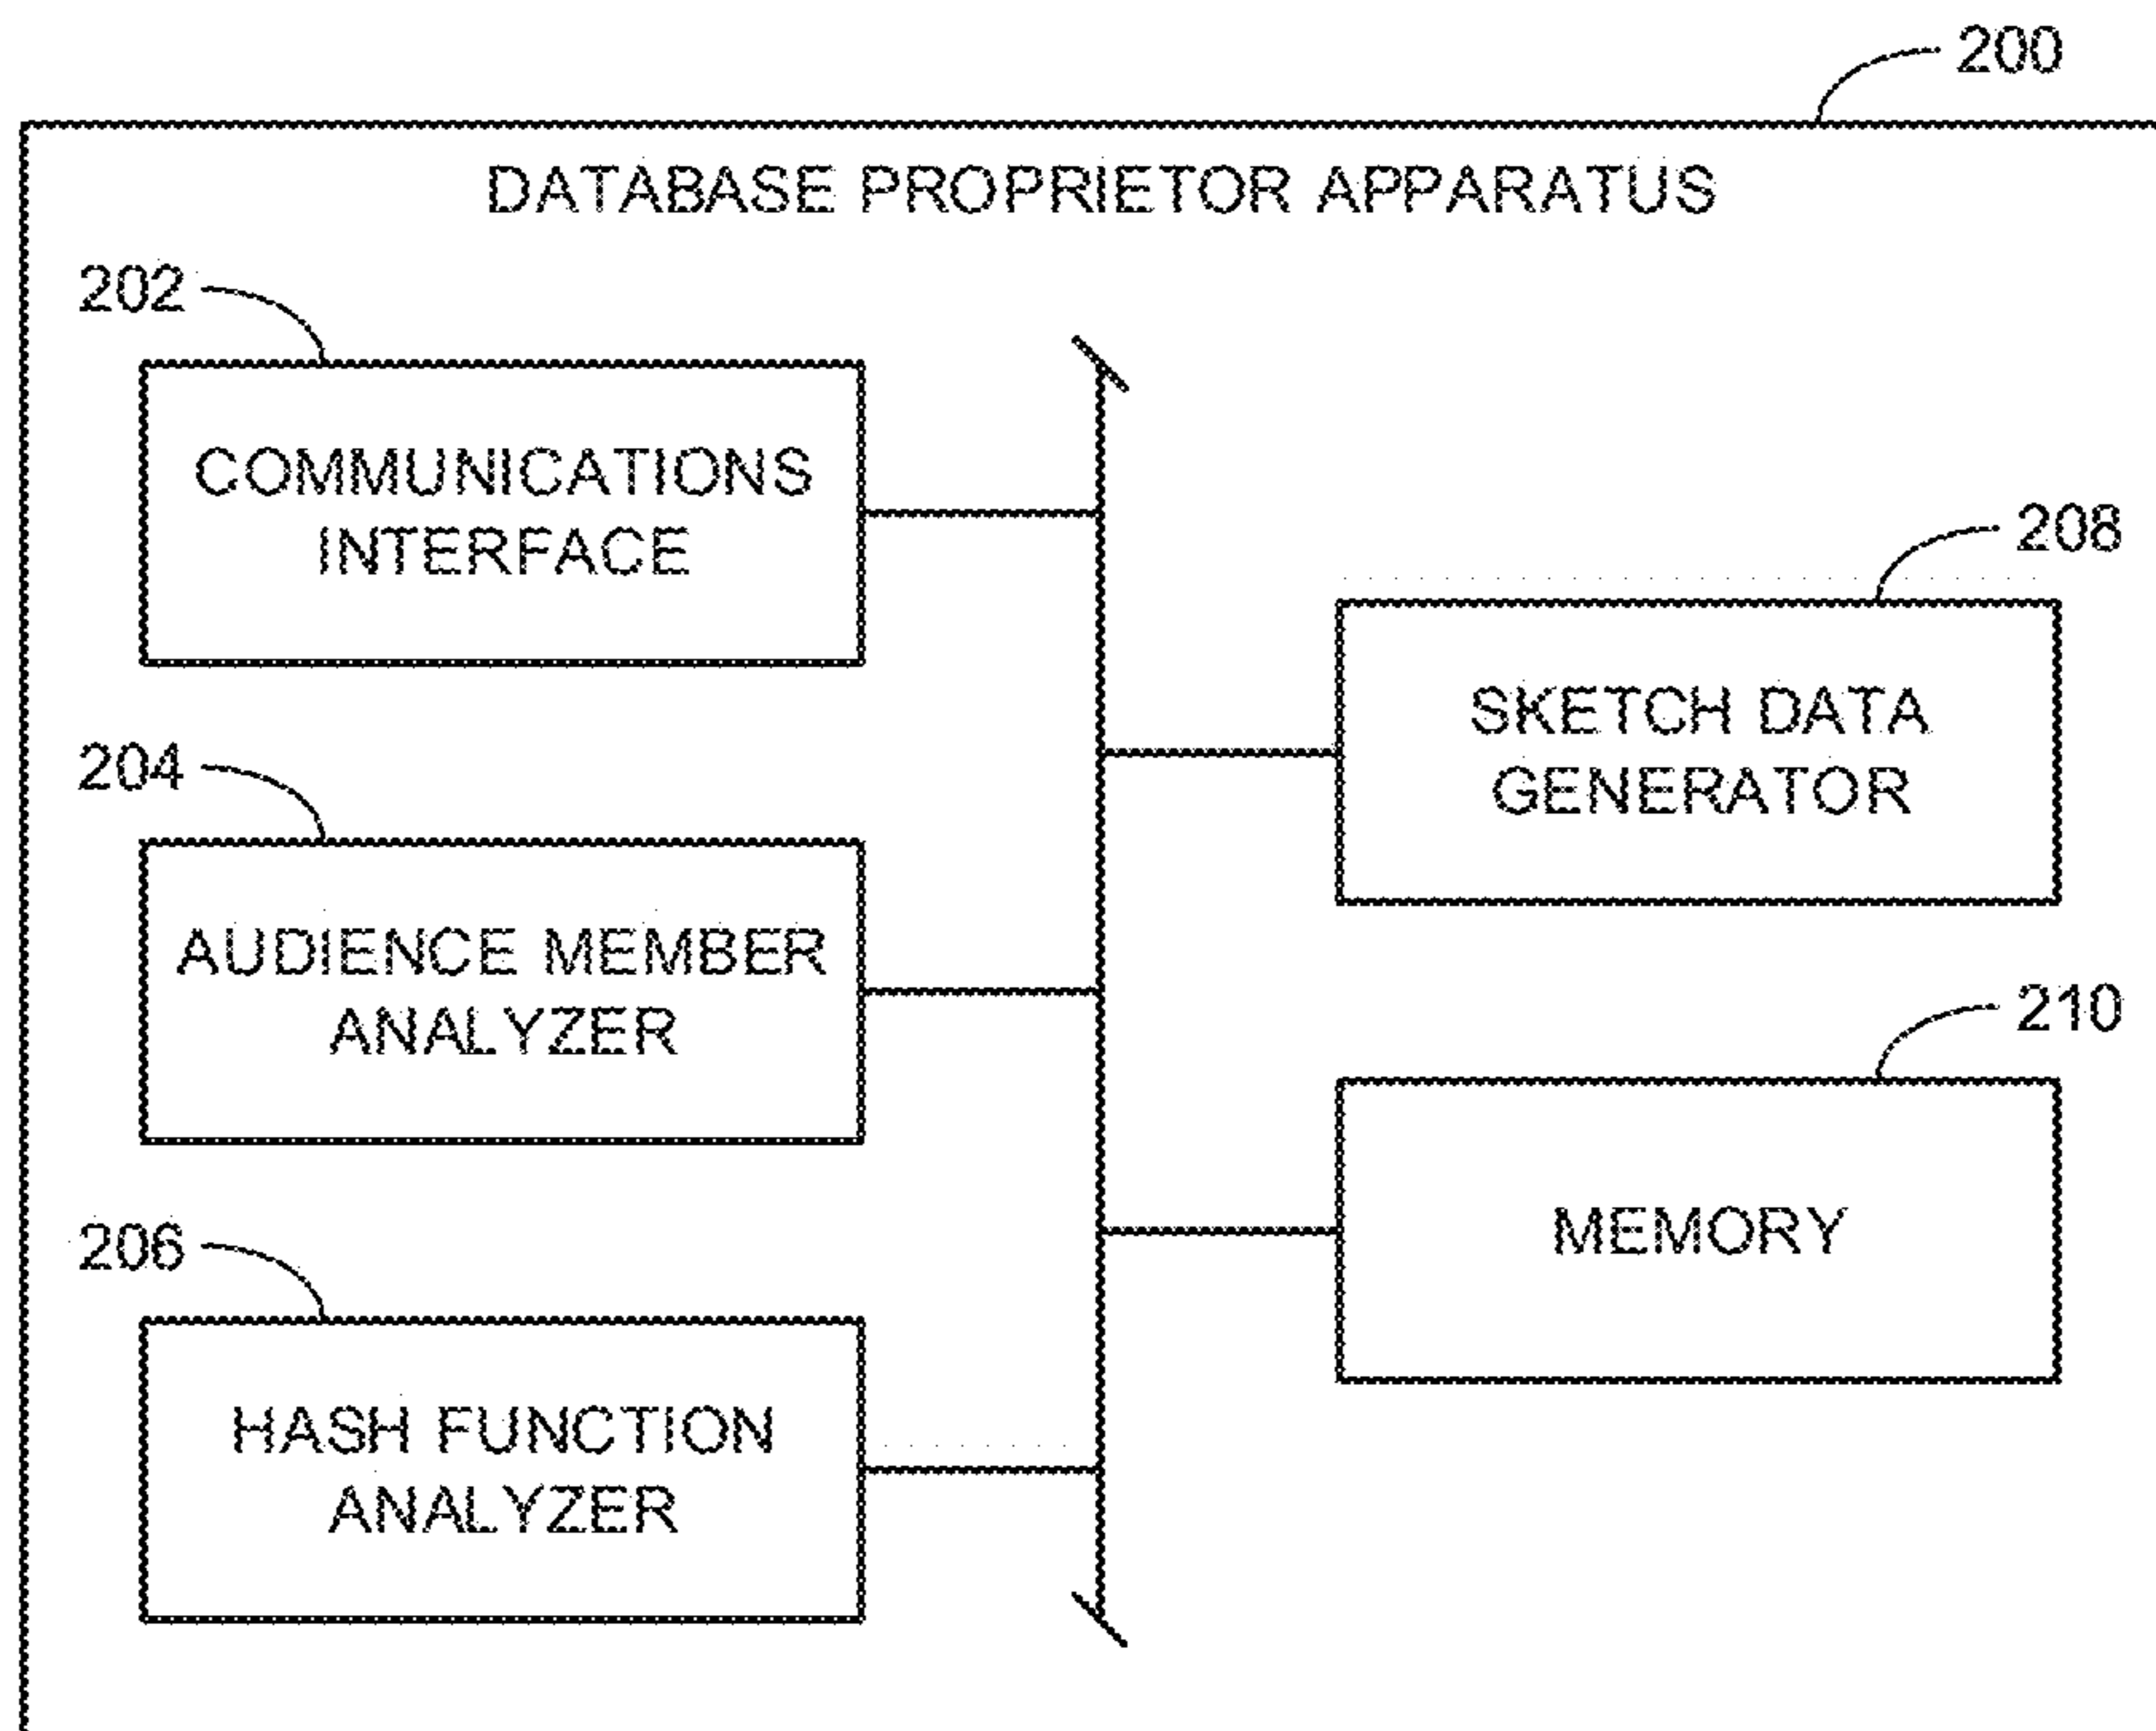 200
DATABASE PROPRIETOR APPARATUS
202
COMMUNICATIONS
INTERFACE
208
SKETCH DATA
GENERATOR
204
AUDIENCE MEMBER
ANALYZER
210
MEMORY
206
HASH FUNCTION
ANALYZER